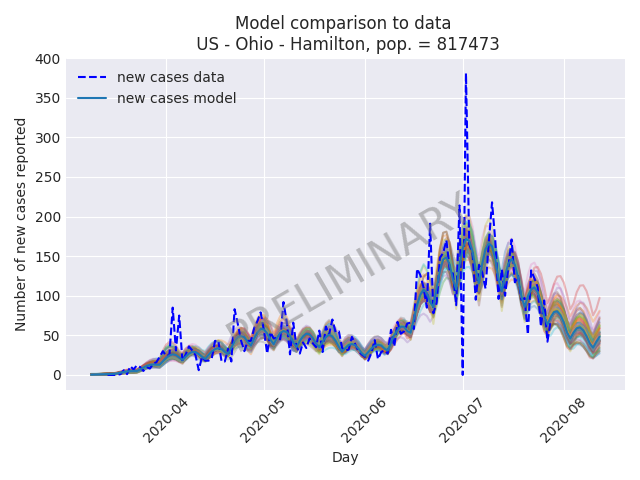 Model comparison to data
US - Ohio - Hamilton, pop. = 817473
400
350
300
250
200
150
100
50
0
Number of new cases reported
new cases data
new cases model
PRELIMINARY
2020-04
2020-05
2020-06
2020-07
2020-08
Day